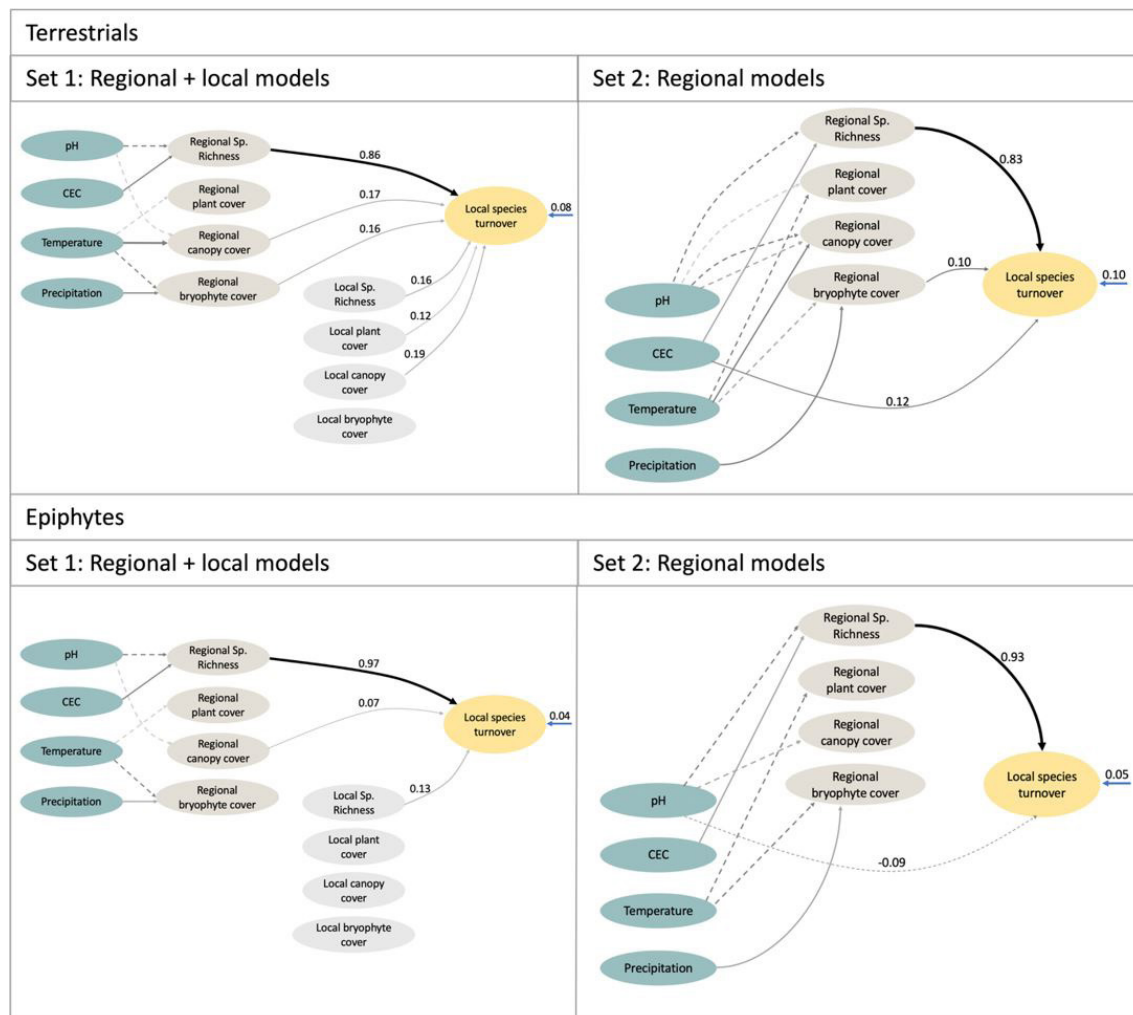 Terrestrials
Set 1: Regional + local models
Set 2: Regional models
pH
CEC
Temperature
Precipitation
Regional Sp.
Richness
Regional
plant cover
Regional
canopy cover
Regional
bryophyte cover
Local Sp.
Richness
Local plant
cover
Local canopy
cover
Local bryophyte
cover
0.86
0.17
0.16
0.16
0.12
0.19
Local species
turnover
0.08
Regional Sp.
Richness
Regional
plant cover
Regional
canopy cover
Regional
bryophyte cover
pH
CEC
Temperature
Precipitation
0.83
0.10
0.12
Local species
turnover
0.10
Epiphytes
Set 1: Regional + local models
Set 2: Regional models
pH
CEC
Temperature
Precipitation
Regional Sp.
Richness
Regional
plant cover
Regional
canopy cover
Regional
bryophyte cover
Local Sp.
Richness
Local plant
cover
Local canopy
cover
Local bryophyte
cover
0.97
0.07
0.13
Local species
turnover
0.04
Regional Sp.
Richness
Regional
plant cover
Regional
canopy cover
Regional
bryophyte cover
pH
CEC
Temperature
Precipitation
0.93
-0.09
Local species
turnover
0.05